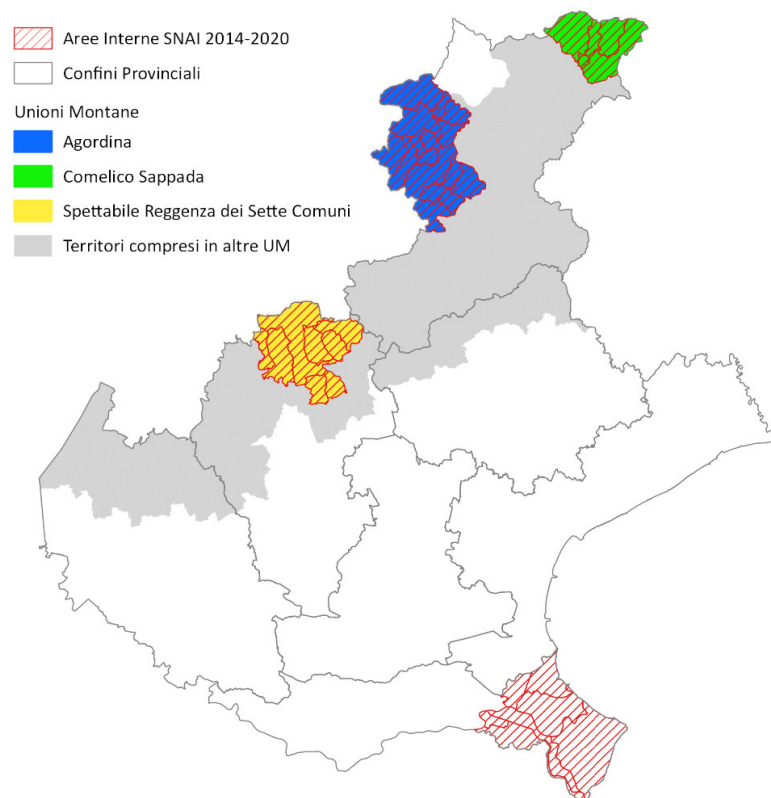 Aree Interne SNAI 2014-2020
Confini Provinciali
Unioni Montane
Agordina
Comelico Sappada
Spettabile Reggenza dei Sette Comuni
Territori compresi in altre UM